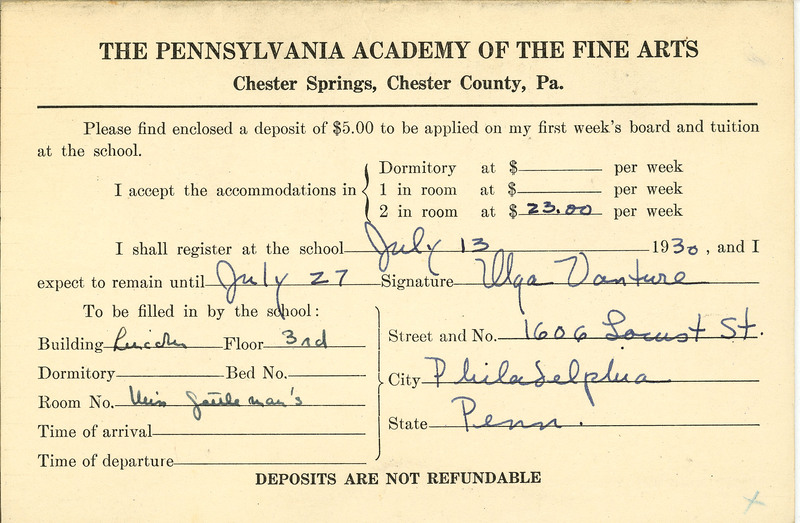 THE PENNSYLVANIA ACADEMY OF THE FINE ARTS
Chester Springs, Chester County, Pa.
Please find enclosed a deposit of $5.00 to be applied on my first week's board and tuition
at the school.
I accept the accommodations in
Dormitory at $ per week
1 in room at $ per week
2 in room at $ 23.00 per week
I shall register at the school July 13 1930, and I
expect to remain until July 27 Signature Olga Vanture
To be filled in by the school:
Building Lincoln Floor 3rd
Dormitory Bed No.
Room No. Miss man's
Time of arrival
Time of departure
Street and No. 1606 Locust St.
City Philadelphia
State Penn.
DEPOSITS ARE NOT REFUNDABLE
x